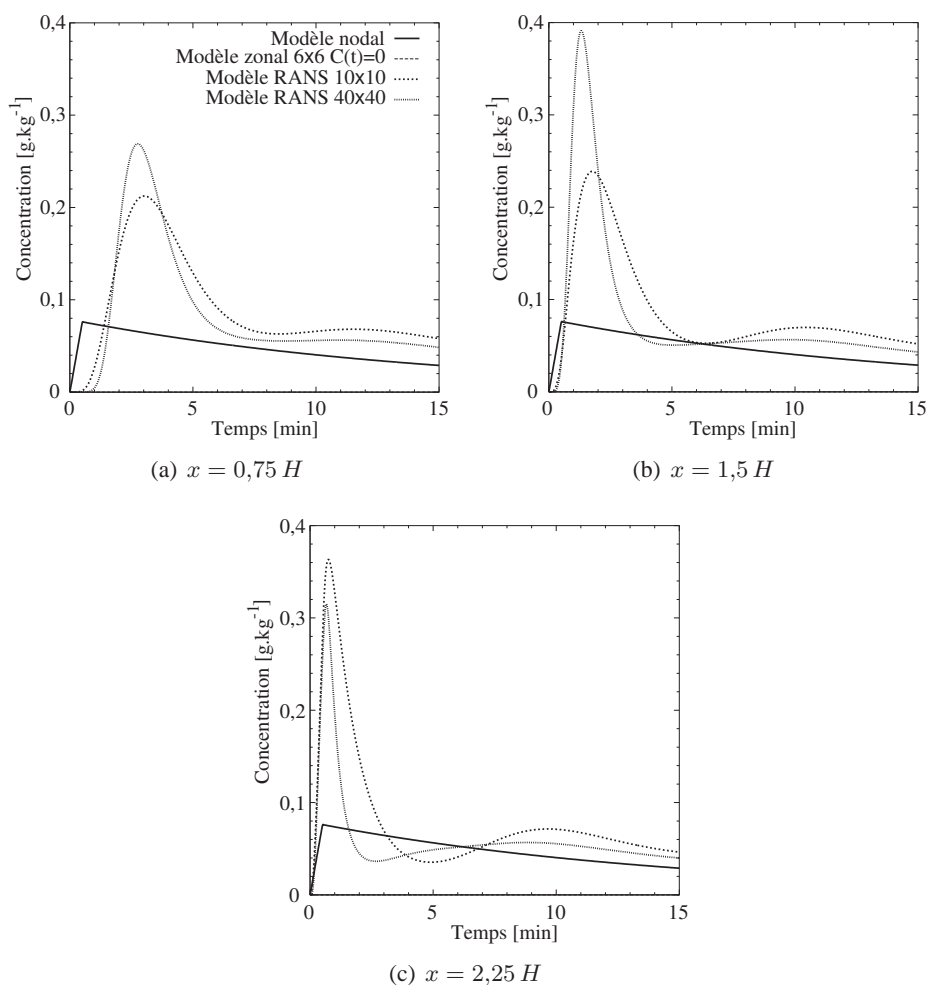 0,4
0,3
0,2
0,1
0
Concentration [g.kg-1]
Modèle nodal
Modèle zonal 6x6 C(t)=0
Modèle RANS 10x10
Modèle RANS 40x40
0 5 10 15
Temps [min]
(a) x = 0,75 H
0,4
0,3
0,2
0,1
0
Concentration [g.kg-1]
0 5 10 15
Temps [min]
(b) x = 1,5 H
0,4
0,3
0,2
0,1
0
Concentration [g.kg-1]
0 5 10 15
Temps [min]
(c) x = 2,25 H